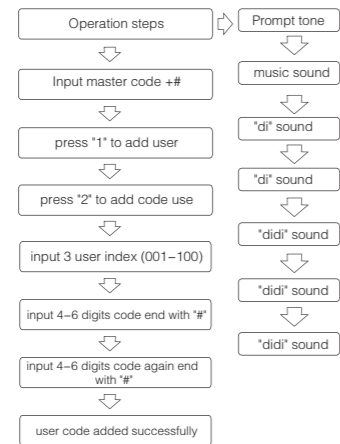 Operation steps
Input master code +#
press "1" to add user
press "2" to add code use
input 3 user index (001–100)
input 4–6 digits code end with "#"
input 4–6 digits code again end
with "#"
user code added successfully
Prompt tone
music sound
"di" sound
"di" sound
"didi" sound
"didi" sound
"didi" sound